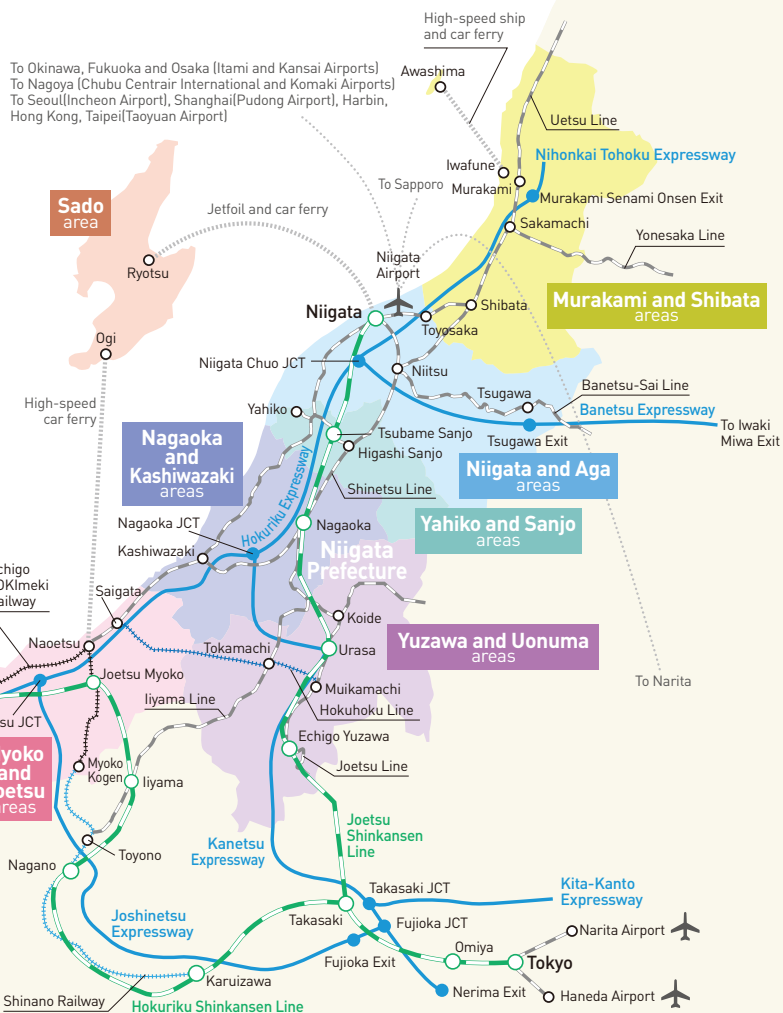 High-speed ship
and car ferry
To Okinawa, Fukuoka and Osaka (Itami and Kansai Airports)
To Nagoya (Chubu Centrair International and Komaki Airports)
To Seoul(Incheon Airport), Shanghai(Pudong Airport), Harbin,
Hong Kong, Taipei(Taoyuan Airport)
Awashima
Uetsu Line
Nihonkai Tohoku Expressway
Iwafune
Murakami
To Sapporo
Murakami Senami Onsen Exit
Sado
area
Jetfoil and car ferry
Sakamachi
Yonesaka Line
Ryotsu
Niigata
Airport
Murakami and Shibata
areas
Shibata
Niigata
Toyosaka
Ogi
Niigata Chuo JCT
Niitsu
High-speed
car ferry
Tsugawa
Banetsu-Sai Line
Yahiko
Banetsu Expressway
To Iwaki
Miwa Exit
Tsugawa Exit
Tsubame Sanjo
Higashi Sanjo
Nagaoka
and
Kashiwazaki
areas
Niigata and Aga
areas
Hokuriku Expressway
Shinetsu Line
Yahiko and Sanjo
areas
Nagaoka JCT
Nagaoka
Kashiwazaki
Niigata
Prefecture
chigo
OKImeki
ailway
Saigata
Koide
Naoetsu
Urasa
Yuzawa and Uonuma
areas
Tokamachi
Joetsu Myoko
Muikamachi
To Narita
Iiyama Line
Hokuhoku Line
su JCT
Echigo Yuzawa
Joetsu Line
yoko
and
oetsu
areas
Myoko
Kogen
Iiyama
Joetsu
Shinkansen
Line
Kanetsu
Expressway
Toyono
Nagano
Takasaki JCT
Kita-Kanto
Expressway
Joshinetsu
Expressway
Takasaki
Fujioka JCT
Narita Airport
Fujioka Exit
Omiya
Tokyo
Karuizawa
Nerima Exit
Haneda Airport
Shinano Railway
Hokuriku Shinkansen Line